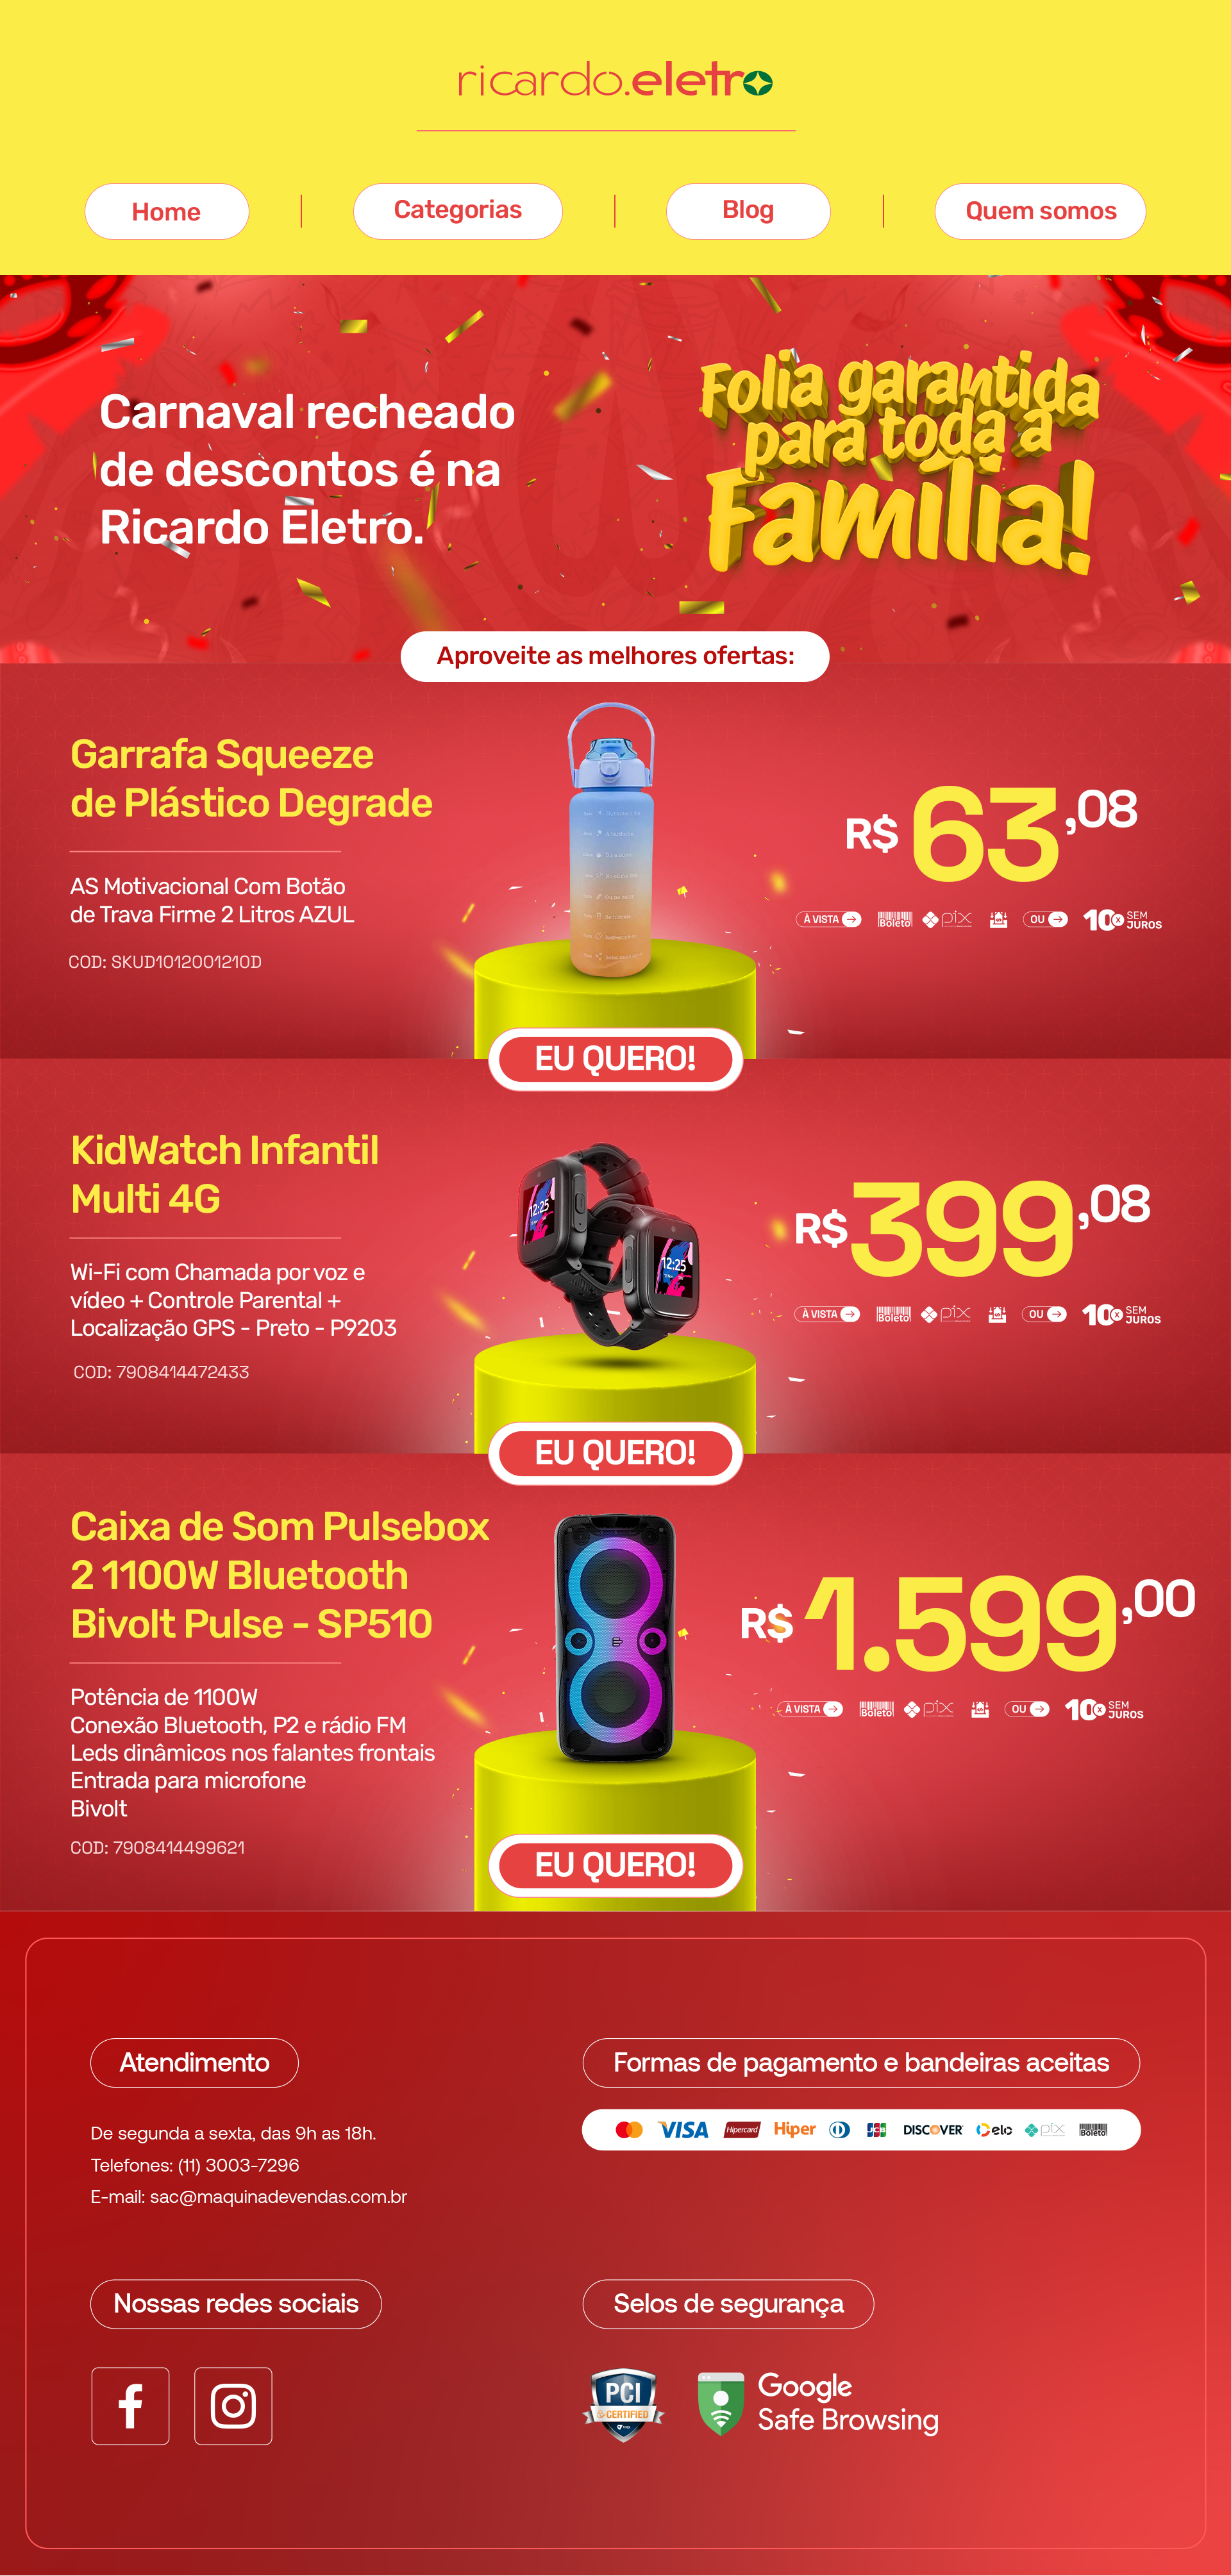 ricardo.eletro
Home
Categorias
Blog
Quem somos
Carnaval recheado
de descontos é na
Ricardo Eletro.
Folia garantida
para toda a
Família!
Aproveite as melhores ofertas:
Garrafa Squeeze
de Plástico Degrade
AS Motivacional Com Botão
de Trava Firme 2 Litros AZUL
COD: SKUD1012001210D
R$ 63,08
À VISTA Boleto pix OU 10x SEM JUROS
EU QUERO!
KidWatch Infantil
Multi 4G
Wi-Fi com Chamada por voz e
vídeo + Controle Parental +
Localização GPS - Preto - P9203
COD: 7908414472433
12:25
12:25
R$ 399,08
À VISTA Boleto pix OU 10x SEM JUROS
EU QUERO!
Caixa de Som Pulsebox
2 1100W Bluetooth
Bivolt Pulse - SP510
Potência de 1100W
Conexão Bluetooth, P2 e rádio FM
Leds dinâmicos nos falantes frontais
Entrada para microfone
Bivolt
COD: 7908414499621
R$ 1.599,00
À VISTA Boleto pix OU 10x SEM JUROS
EU QUERO!
Atendimento
De segunda a sexta, das 9h as 18h.
Telefones: (11) 3003-7296
E-mail: sac@maquinadevendas.com.br
Formas de pagamento e bandeiras aceitas
VISA Hipercard Hiper JCB DISCOVER elo pix Boleto
Nossas redes sociais
Selos de segurança
PCI
CERTIFIED
Google
Safe Browsing